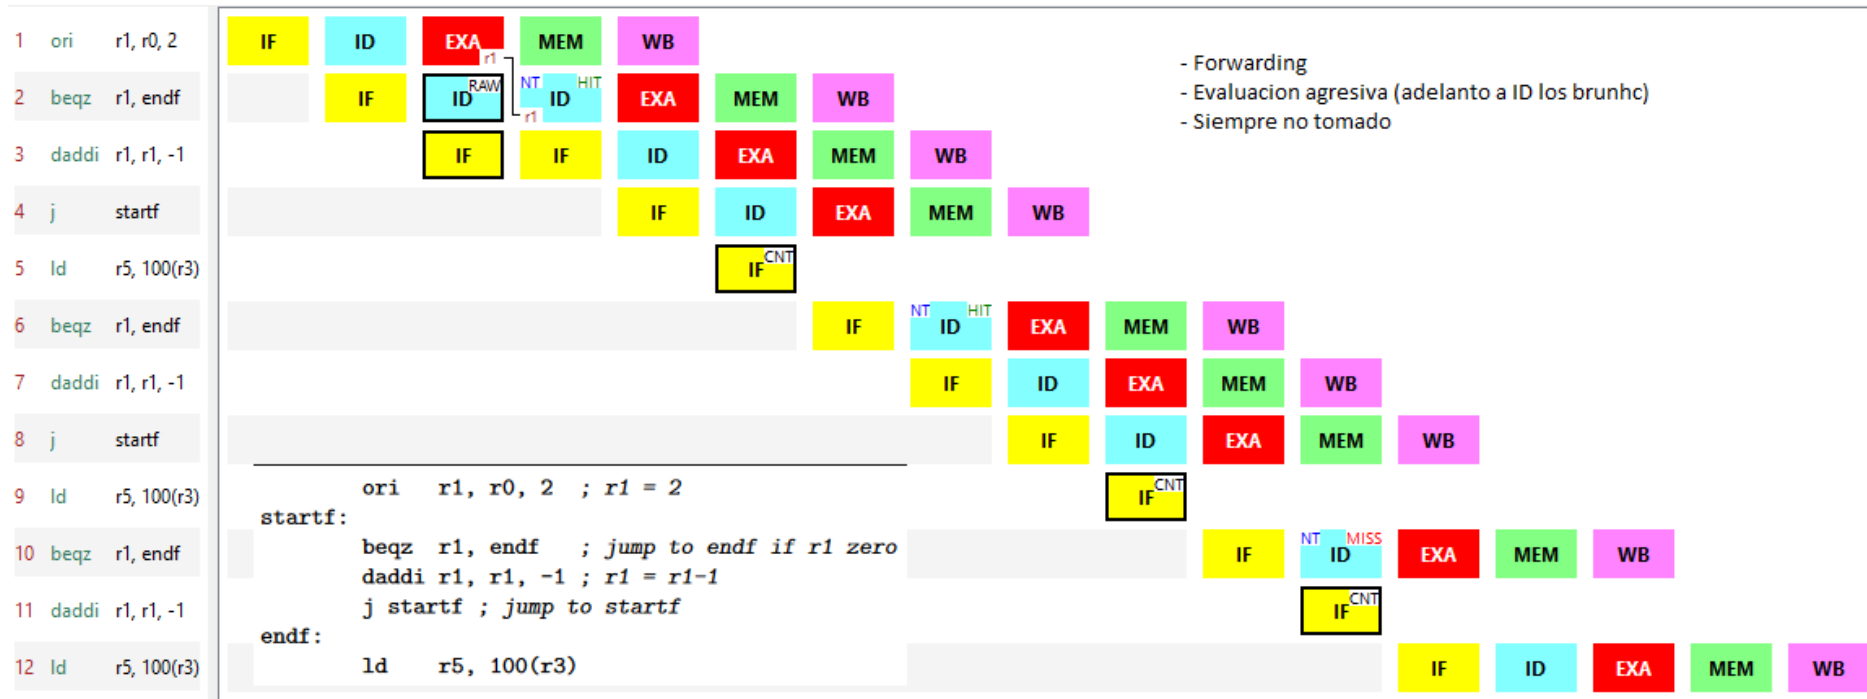 1 ori r1, r0, 2 IF ID EXA r1 MEM WB
- Forwarding
- Evaluacion agresiva (adelanto a ID los brunhc)
- Siempre no tomado
2 beqz r1, endf IF ID RAW NT ID HIT r1 EXA MEM WB
3 daddi r1, r1, -1 IF IF ID EXA MEM WB
4 j startf IF ID EXA MEM WB
5 ld r5, 100(r3) IF CNT
6 beqz r1, endf IF NT ID HIT EXA MEM WB
7 daddi r1, r1, -1 IF ID EXA MEM WB
8 j startf IF ID EXA MEM WB
9 ld r5, 100(r3) IF CNT
10 beqz r1, endf IF NT ID MISS EXA MEM WB
11 daddi r1, r1, -1 IF CNT
12 ld r5, 100(r3) IF ID EXA MEM WB
ori r1, r0, 2 ; r1 = 2
startf:
beqz r1, endf ; jump to endf if r1 zero
daddi r1, r1, -1 ; r1 = r1-1
j startf ; jump to startf
endf:
ld r5, 100(r3)